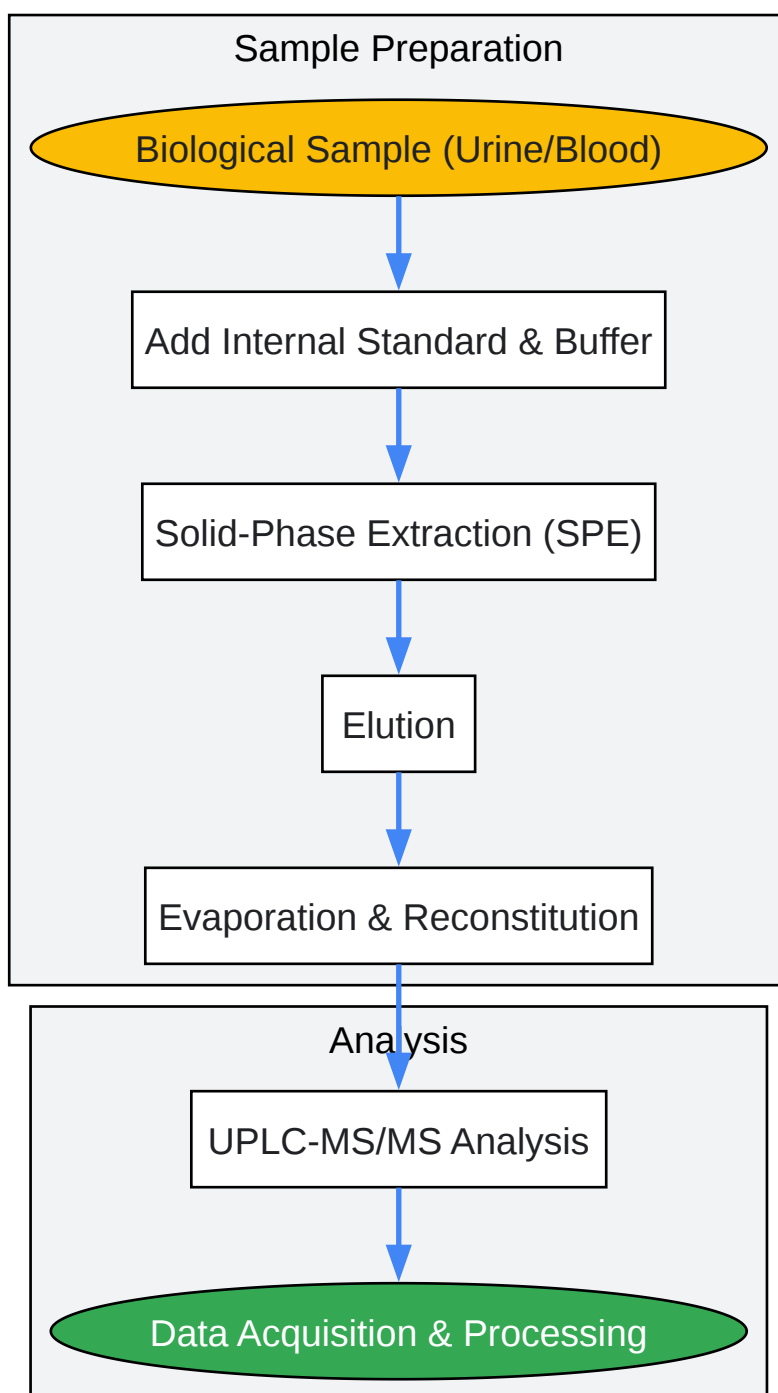 Sample Preparation
Biological Sample (Urine/Blood)
Add Internal Standard & Buffer
Solid-Phase Extraction (SPE)
Elution
Evaporation & Reconstitution
Analysis
UPLC-MS/MS Analysis
Data Acquisition & Processing